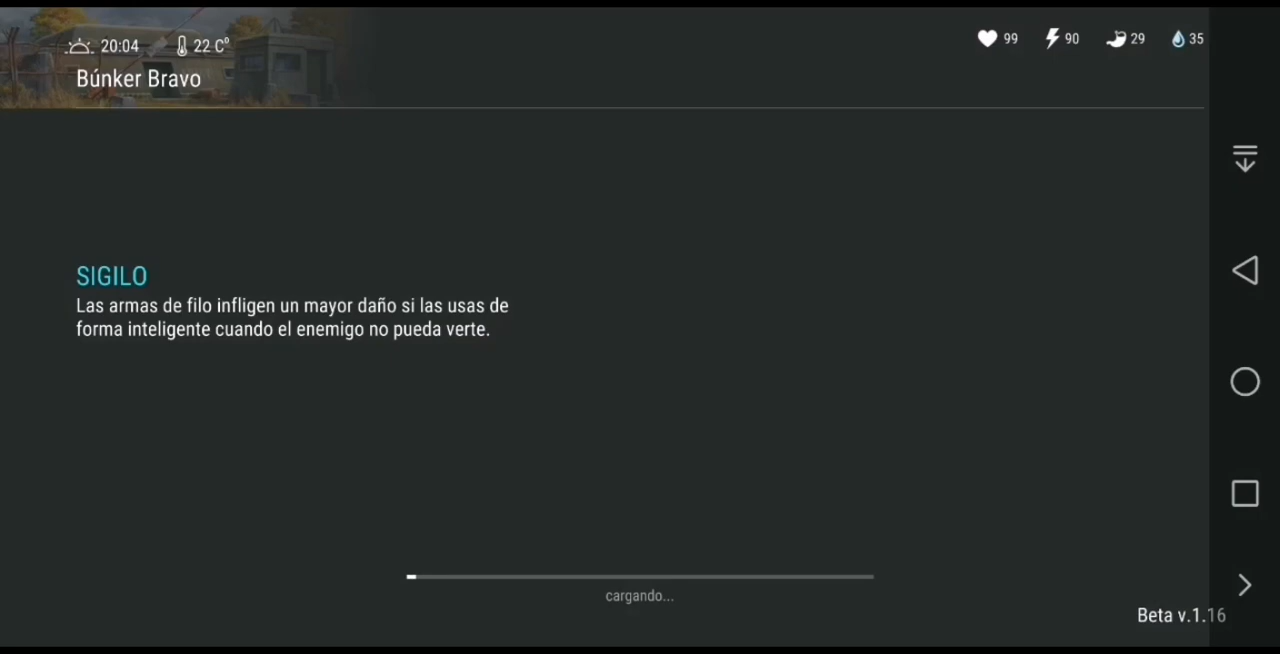 20:04 22 Cº
99 90 29 35
Búnker Bravo
SIGILO
Las armas de filo infligen un mayor daño si las usas de
forma inteligente cuando el enemigo no pueda verte.
cargando...
Beta v.1.16